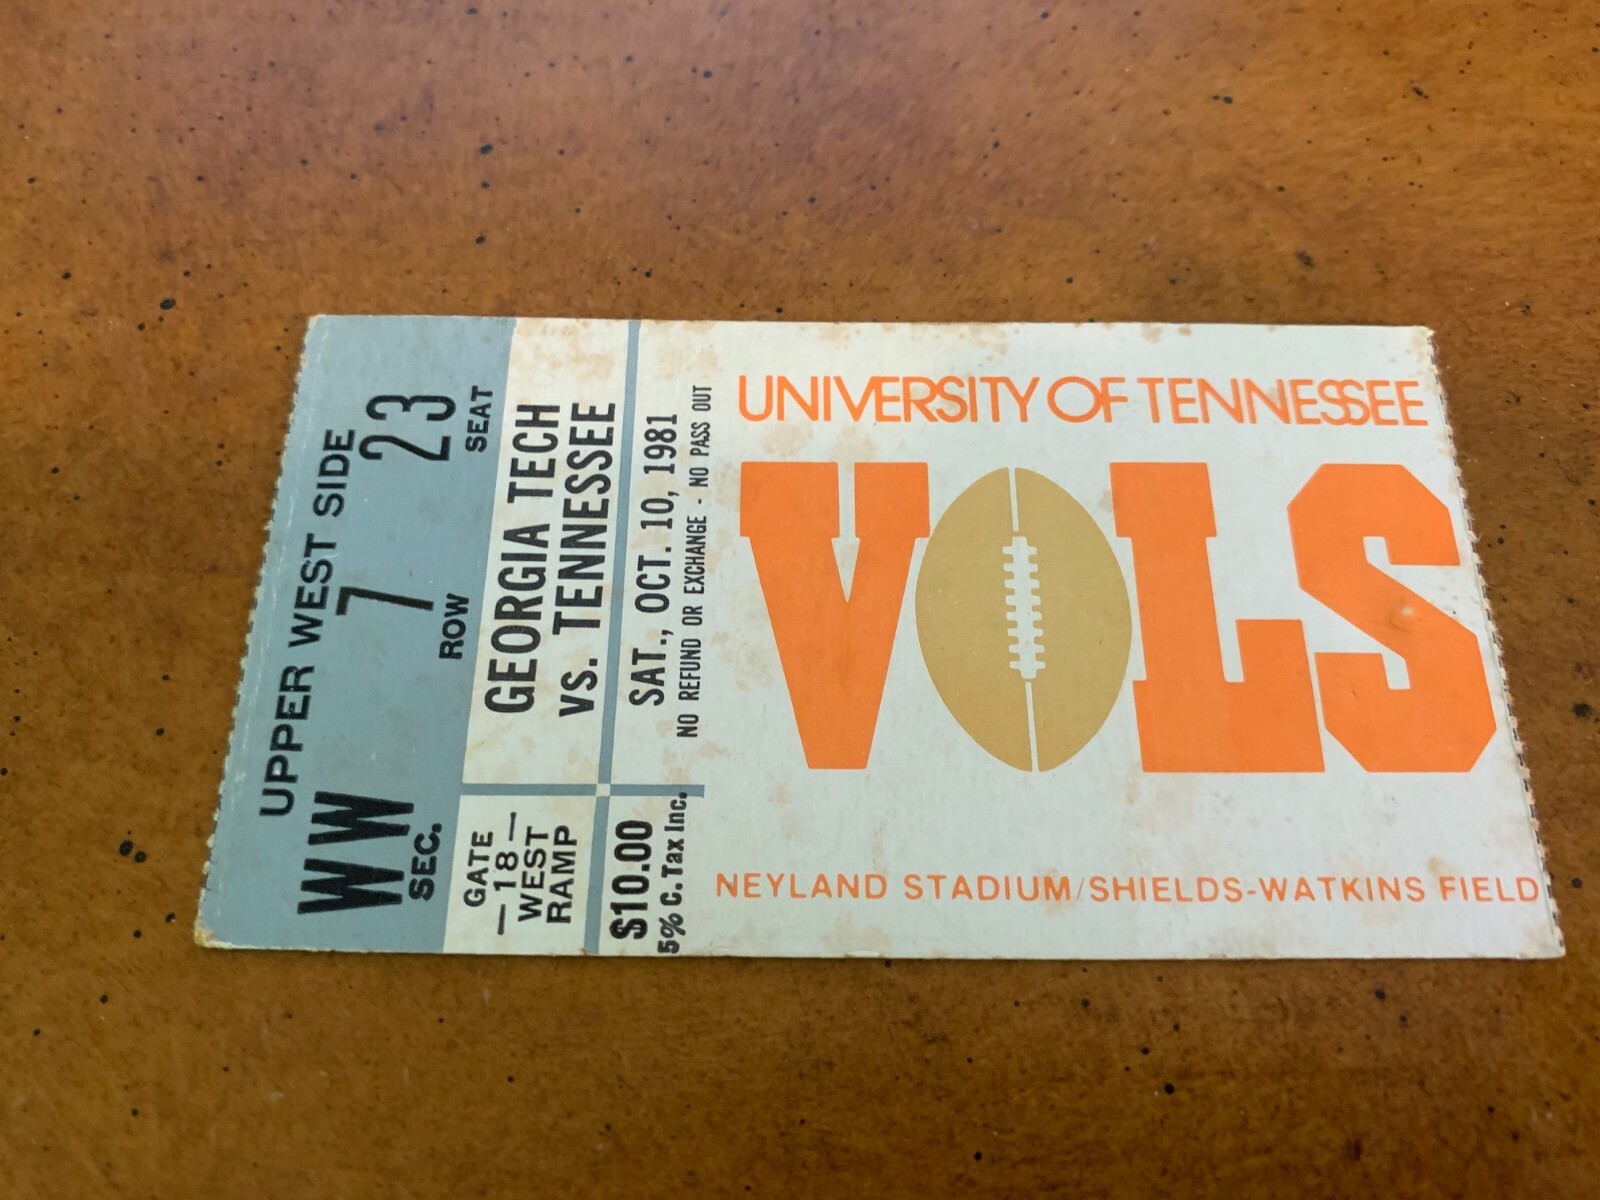 UPPER WEST SIDE
WW 7 23
SEC. ROW SEAT
GEORGIA TECH
VS. TENNESSEE
GATE
—18—
WEST
RAMP
SAT., OCT. 10, 1981
NO REFUND OR EXCHANGE - NO PASS OUT
$10.00
5% C. Tax Inc.
UNIVERSITY OF TENNESSEE
VOLS
NEYLAND STADIUM/SHIELDS-WATKINS FIELD